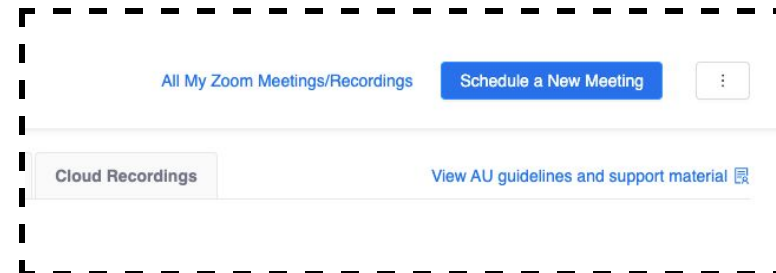 All My Zoom Meetings/Recordings Schedule a New Meeting
Cloud Recordings View AU guidelines and support material